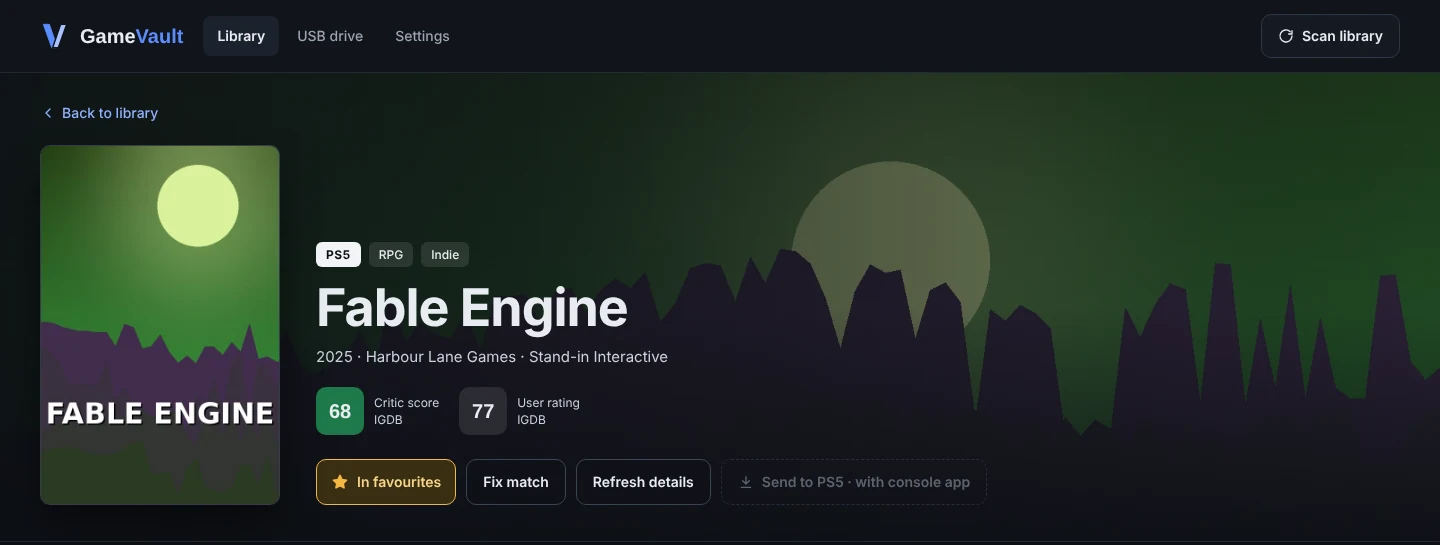 GameVault
Library
USB drive
Settings
Scan library
Back to library
FABLE ENGINE
PS5
RPG
Indie
Fable Engine
2025 · Harbour Lane Games · Stand-in Interactive
68
Critic score
IGDB
77
User rating
IGDB
In favourites
Fix match
Refresh details
Send to PS5 · with console app